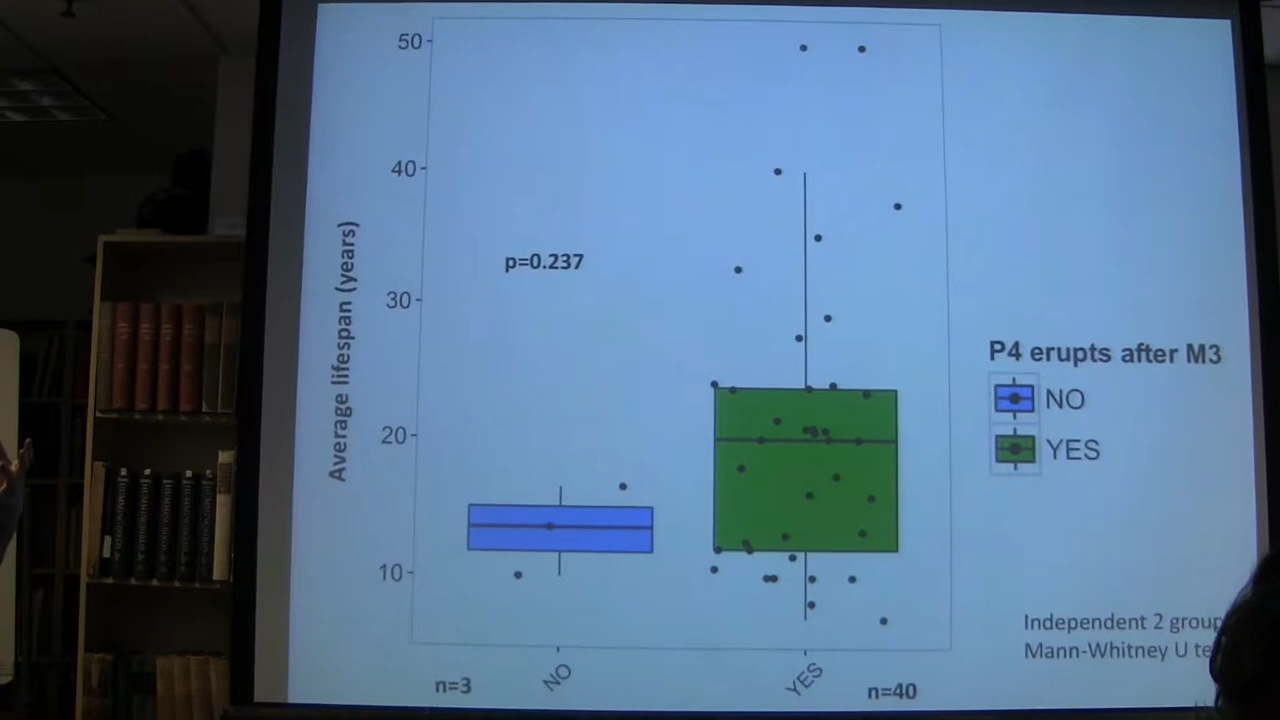 50
40
30
20
10
Average lifespan (years)
p=0.237
P4 erupts after M3
NO
YES
Independent 2 group
Mann-Whitney U
NO
YES
n=3
n=40